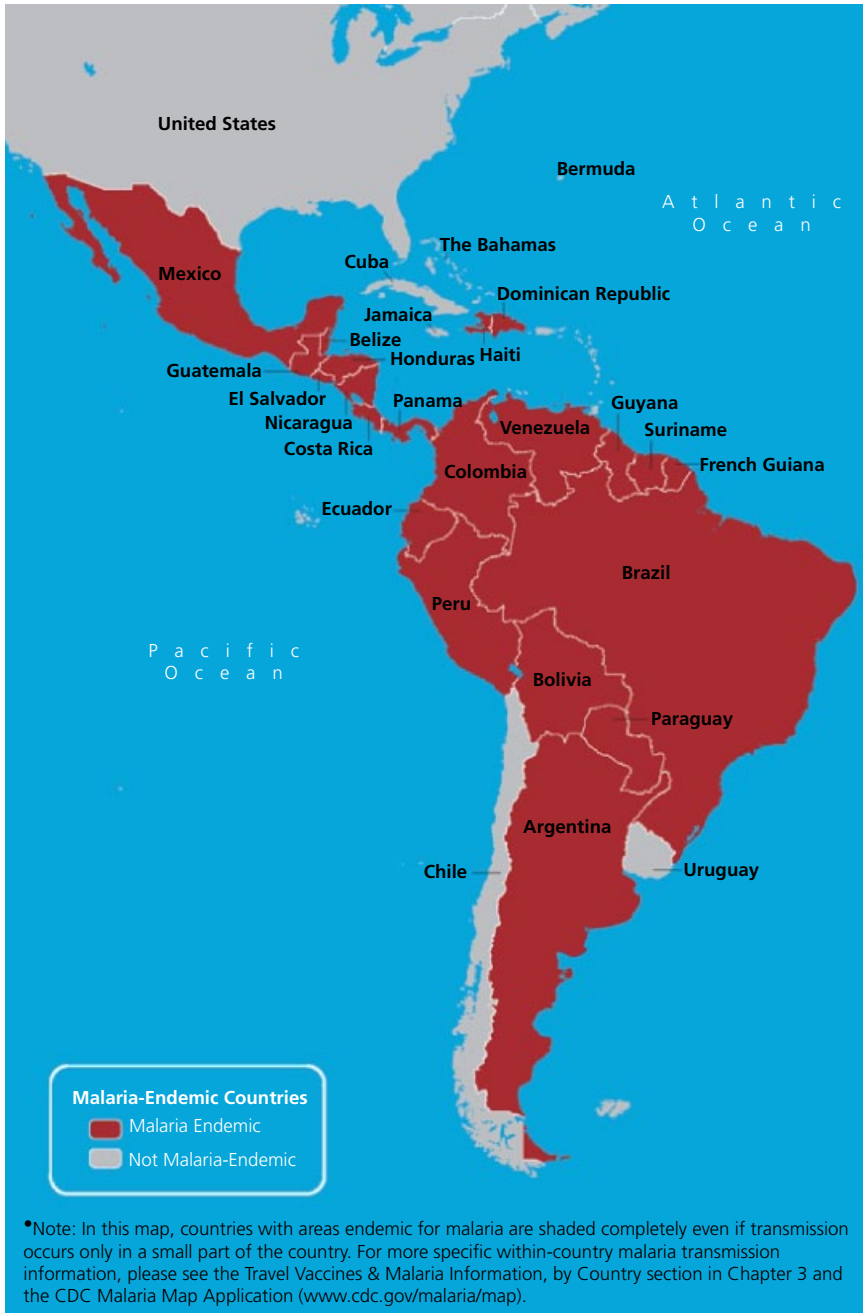 United States
Bermuda
A t l a n t i c
O c e a n
The Bahamas
Cuba
Mexico
Dominican Republic
Jamaica
Belize
Honduras
Haiti
Guatemala
El Salvador
Panama
Guyana
Nicaragua
Venezuela
Suriname
Costa Rica
Colombia
French Guiana
Ecuador
Brazil
Peru
P a c i f i c
O c e a n
Bolivia
Paraguay
Argentina
Chile
Uruguay
Malaria-Endemic Countries
Malaria Endemic
Not Malaria-Endemic
•Note: In this map, countries with areas endemic for malaria are shaded completely even if transmission
occurs only in a small part of the country. For more specific within-country malaria transmission
information, please see the Travel Vaccines & Malaria Information, by Country section in Chapter 3 and
the CDC Malaria Map Application (www.cdc.gov/malaria/map).